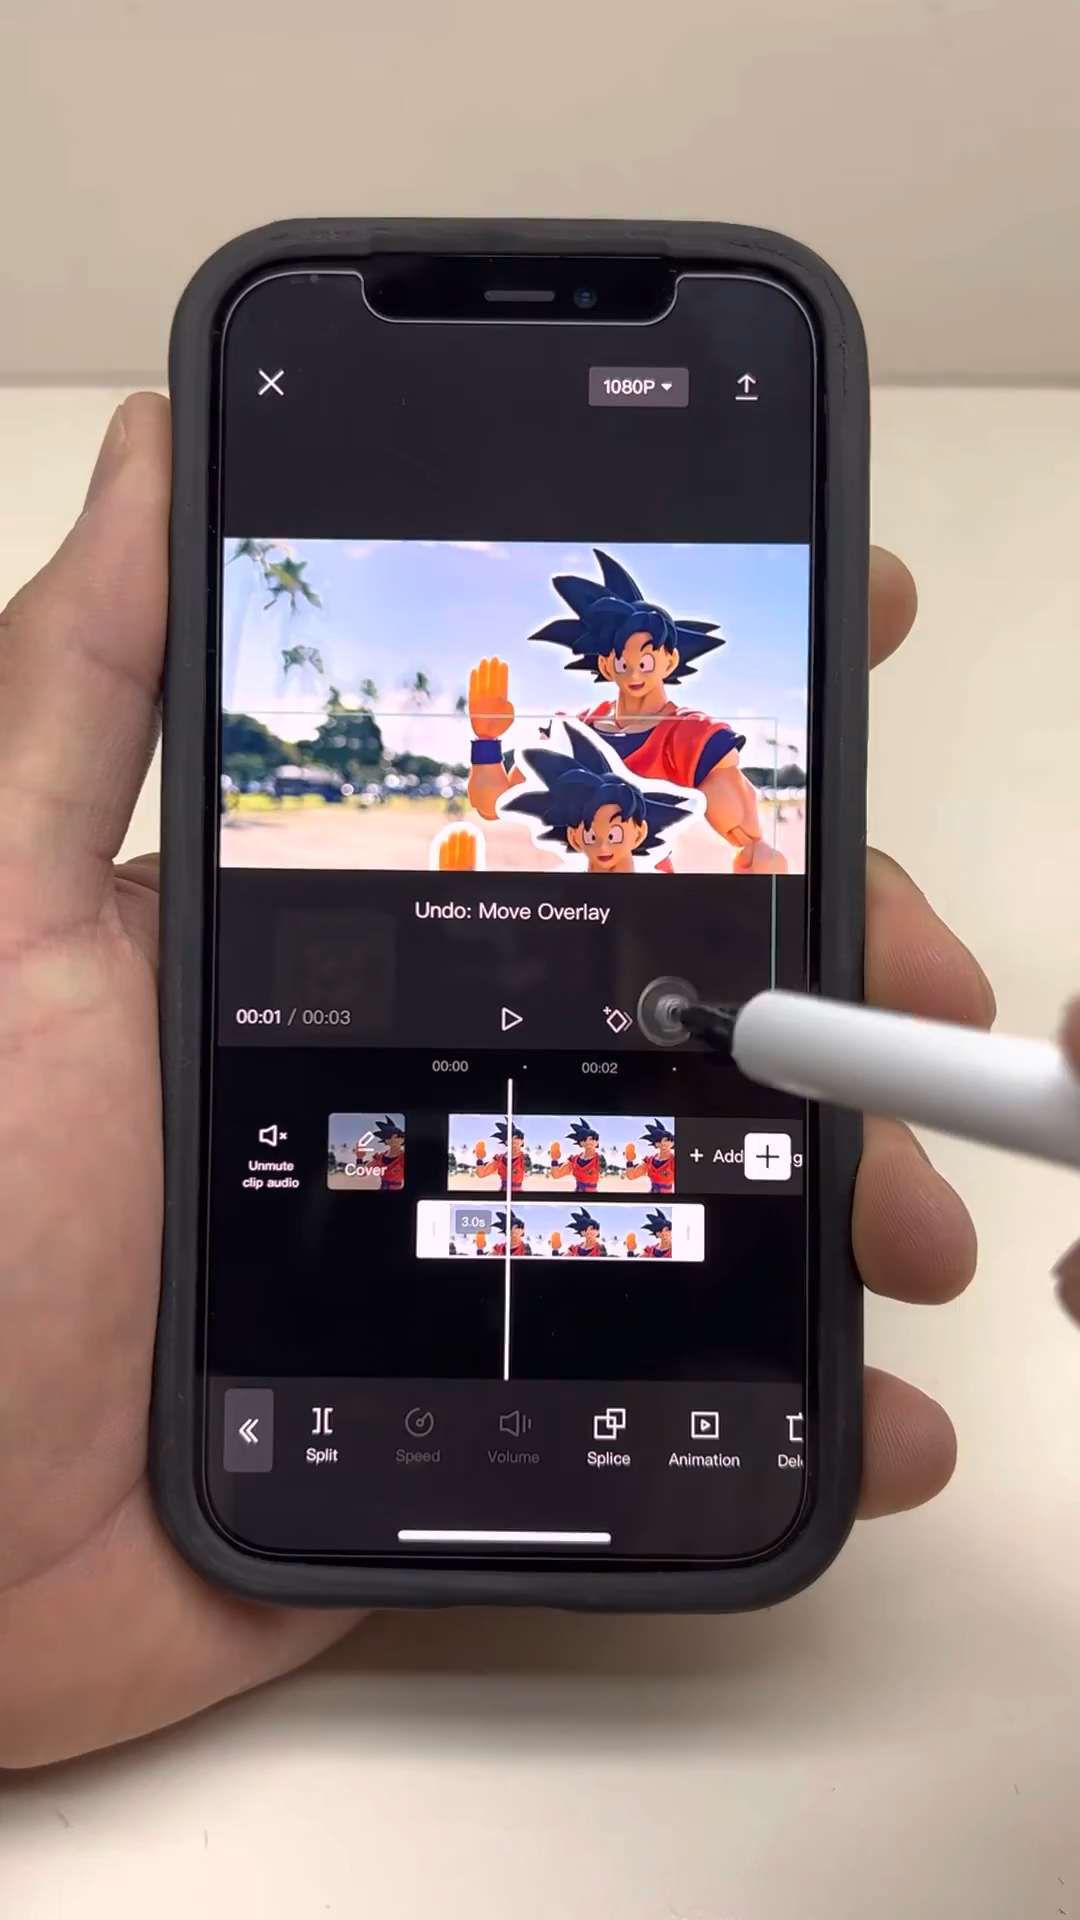 1080P
Undo: Move Overlay
00:01 / 00:03
00:00
00:02
Unmute
clip audio
Cover
+ Add
g
3.0s
Split
Speed
Volume
Splice
Animation
Del